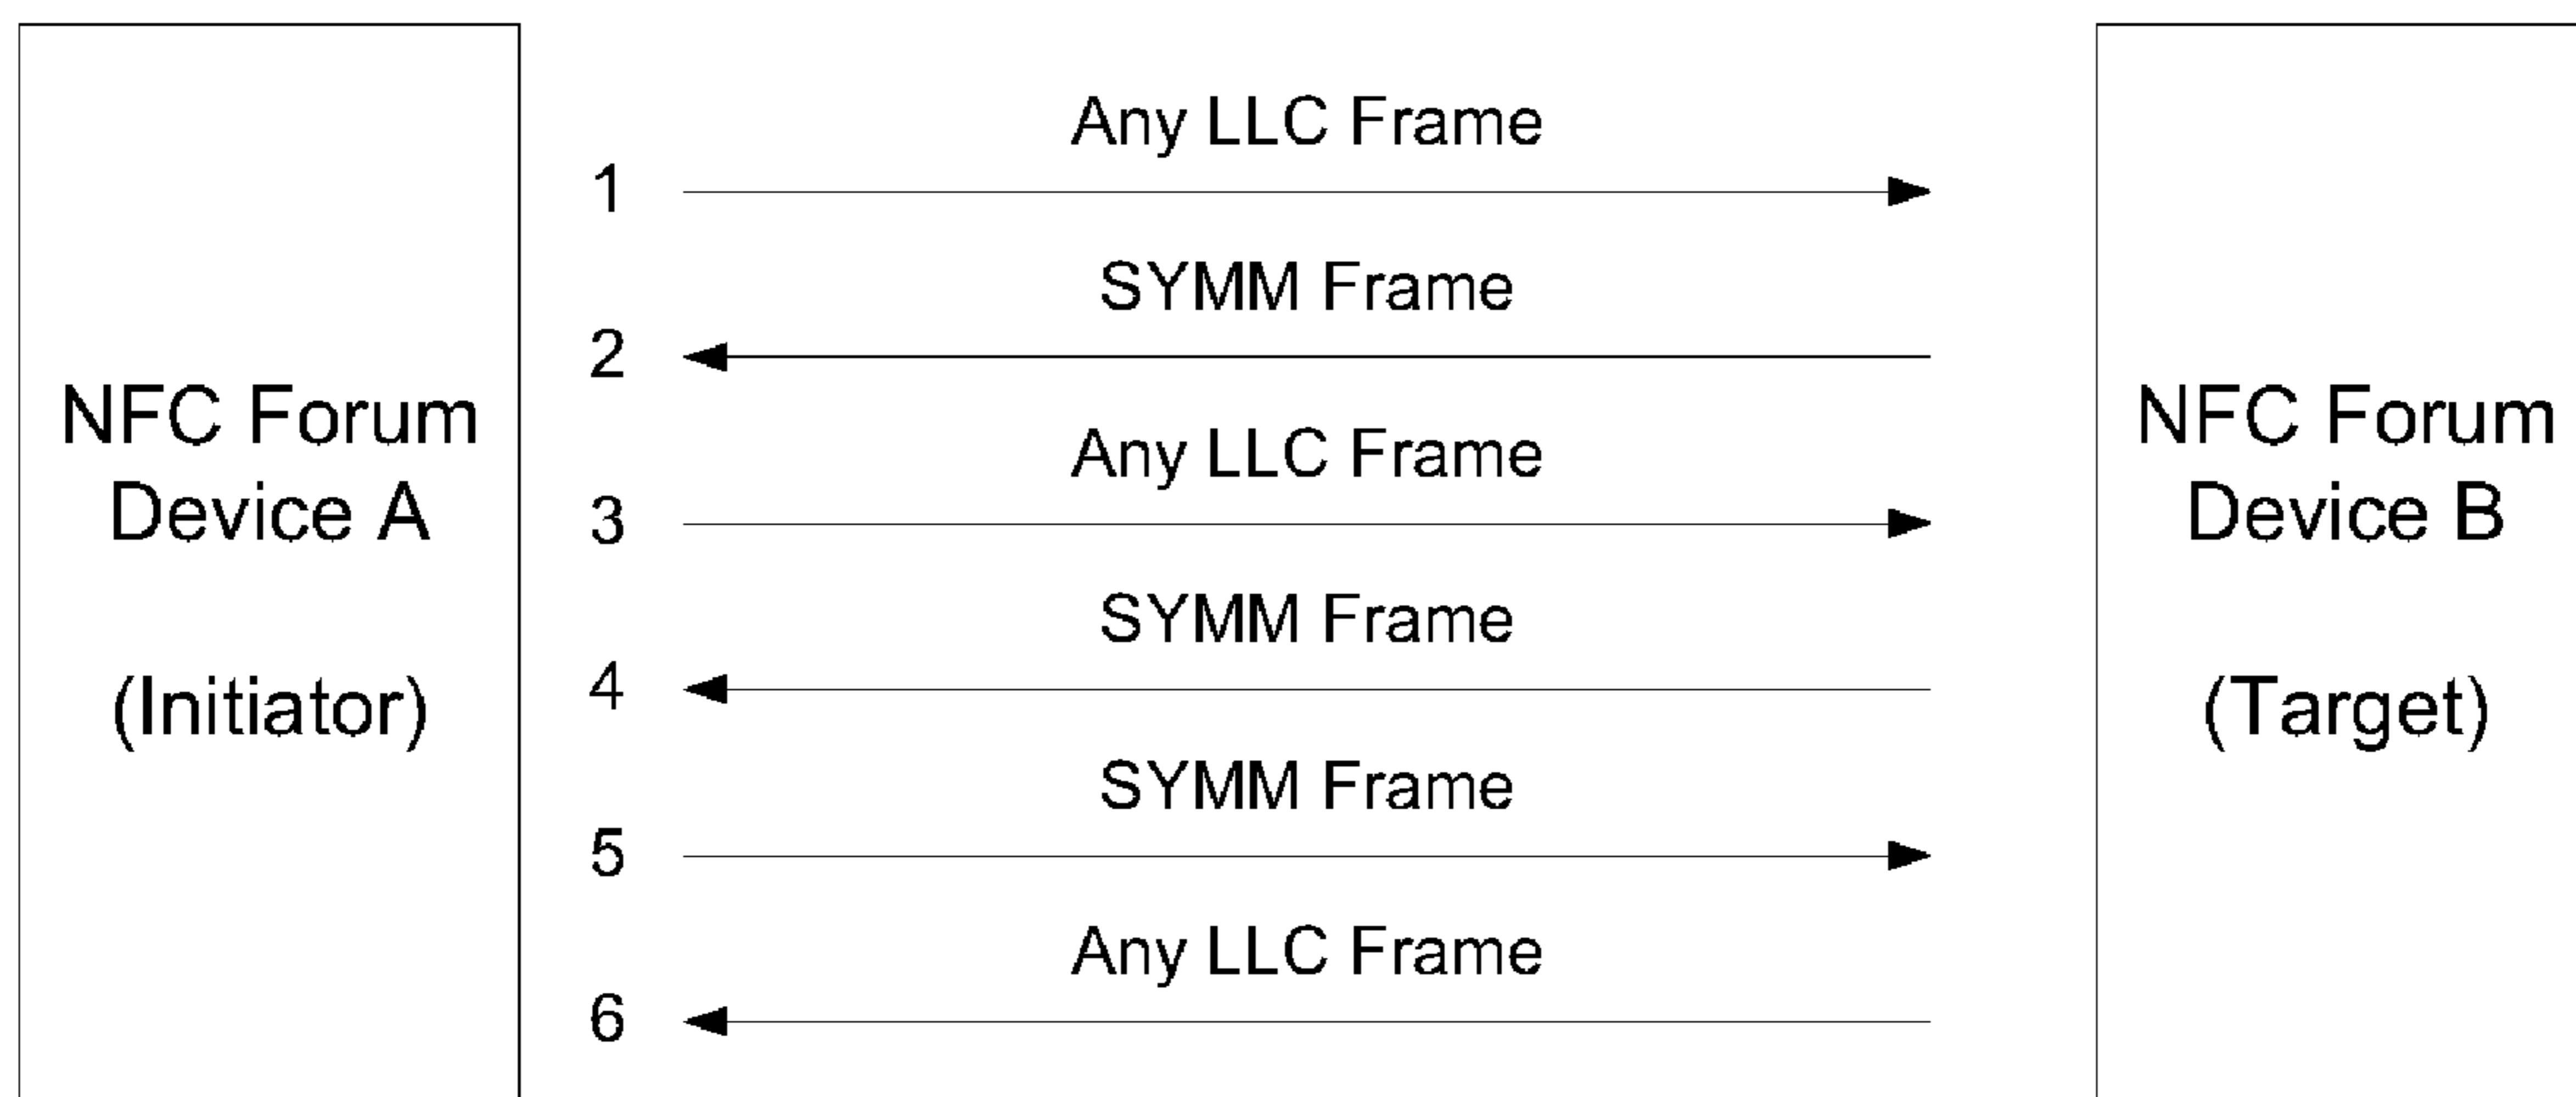 Any LLC Frame
1
SYMM Frame
2
NFC Forum
Device A
(Initiator)
Any LLC Frame
3
SYMM Frame
4
SYMM Frame
5
Any LLC Frame
6
NFC Forum
Device B
(Target)